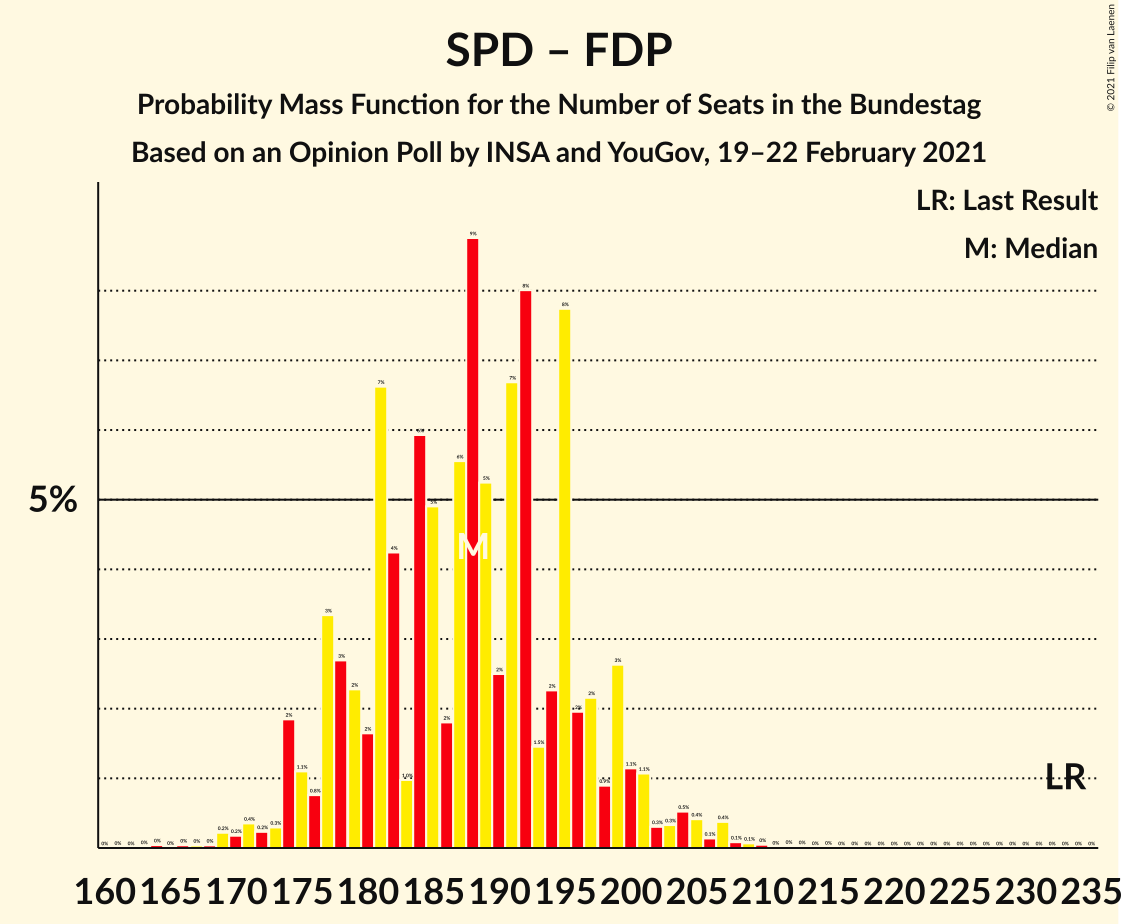 SPD – FDP
Probability Mass Function for the Number of Seats in the Bundestag
Based on an Opinion Poll by INSA and YouGov, 19–22 February 2021
© 2021 Filip van Laenen
LR: Last Result
M: Median
5%
M
LR
160 165 170 175 180 185 190 195 200 205 210 215 220 225 230 235